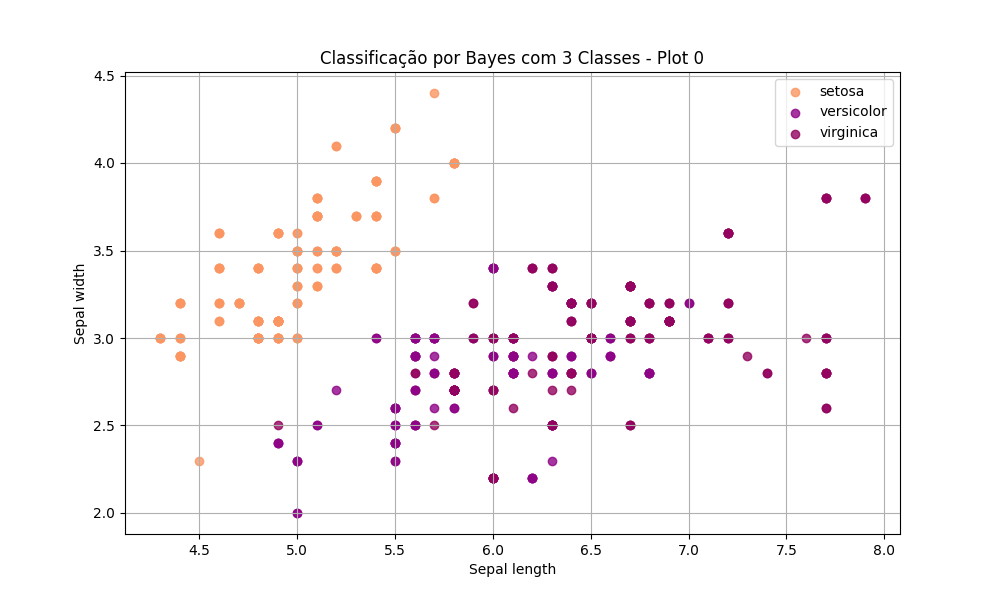 Classificação por Bayes com 3 Classes - Plot 0
setosa
versicolor
virginica
4.5
4.0
3.5
3.0
2.5
2.0
Sepal width
4.5
5.0
5.5
6.0
6.5
7.0
7.5
8.0
Sepal length